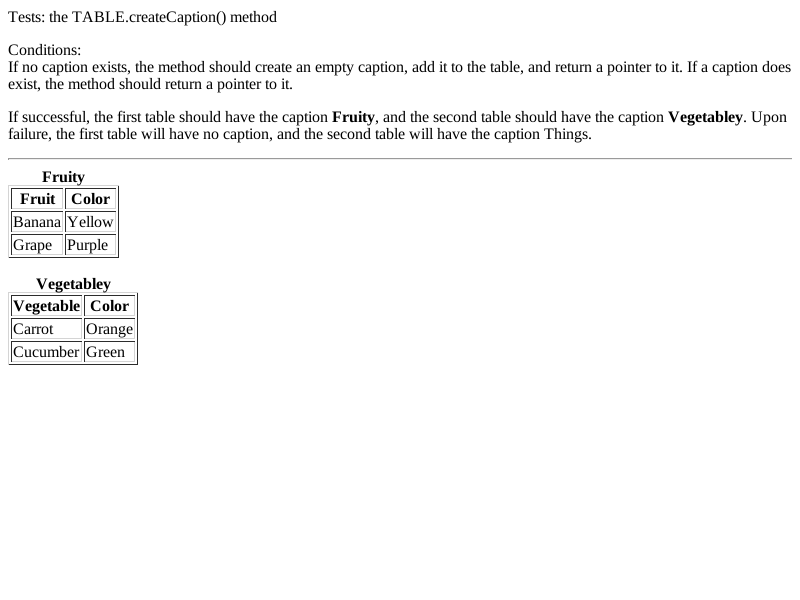 Tests: the TABLE.createCaption() method
Conditions:
If no caption exists, the method should create an empty caption, add it to the table, and return a pointer to it. If a caption does
exist, the method should return a pointer to it.
If successful, the first table should have the caption Fruity, and the second table should have the caption Vegetabley. Upon
failure, the first table will have no caption, and the second table will have the caption Things.
Fruity
Fruit Color
Banana Yellow
Grape Purple
Vegetabley
Vegetable Color
Carrot Orange
Cucumber Green